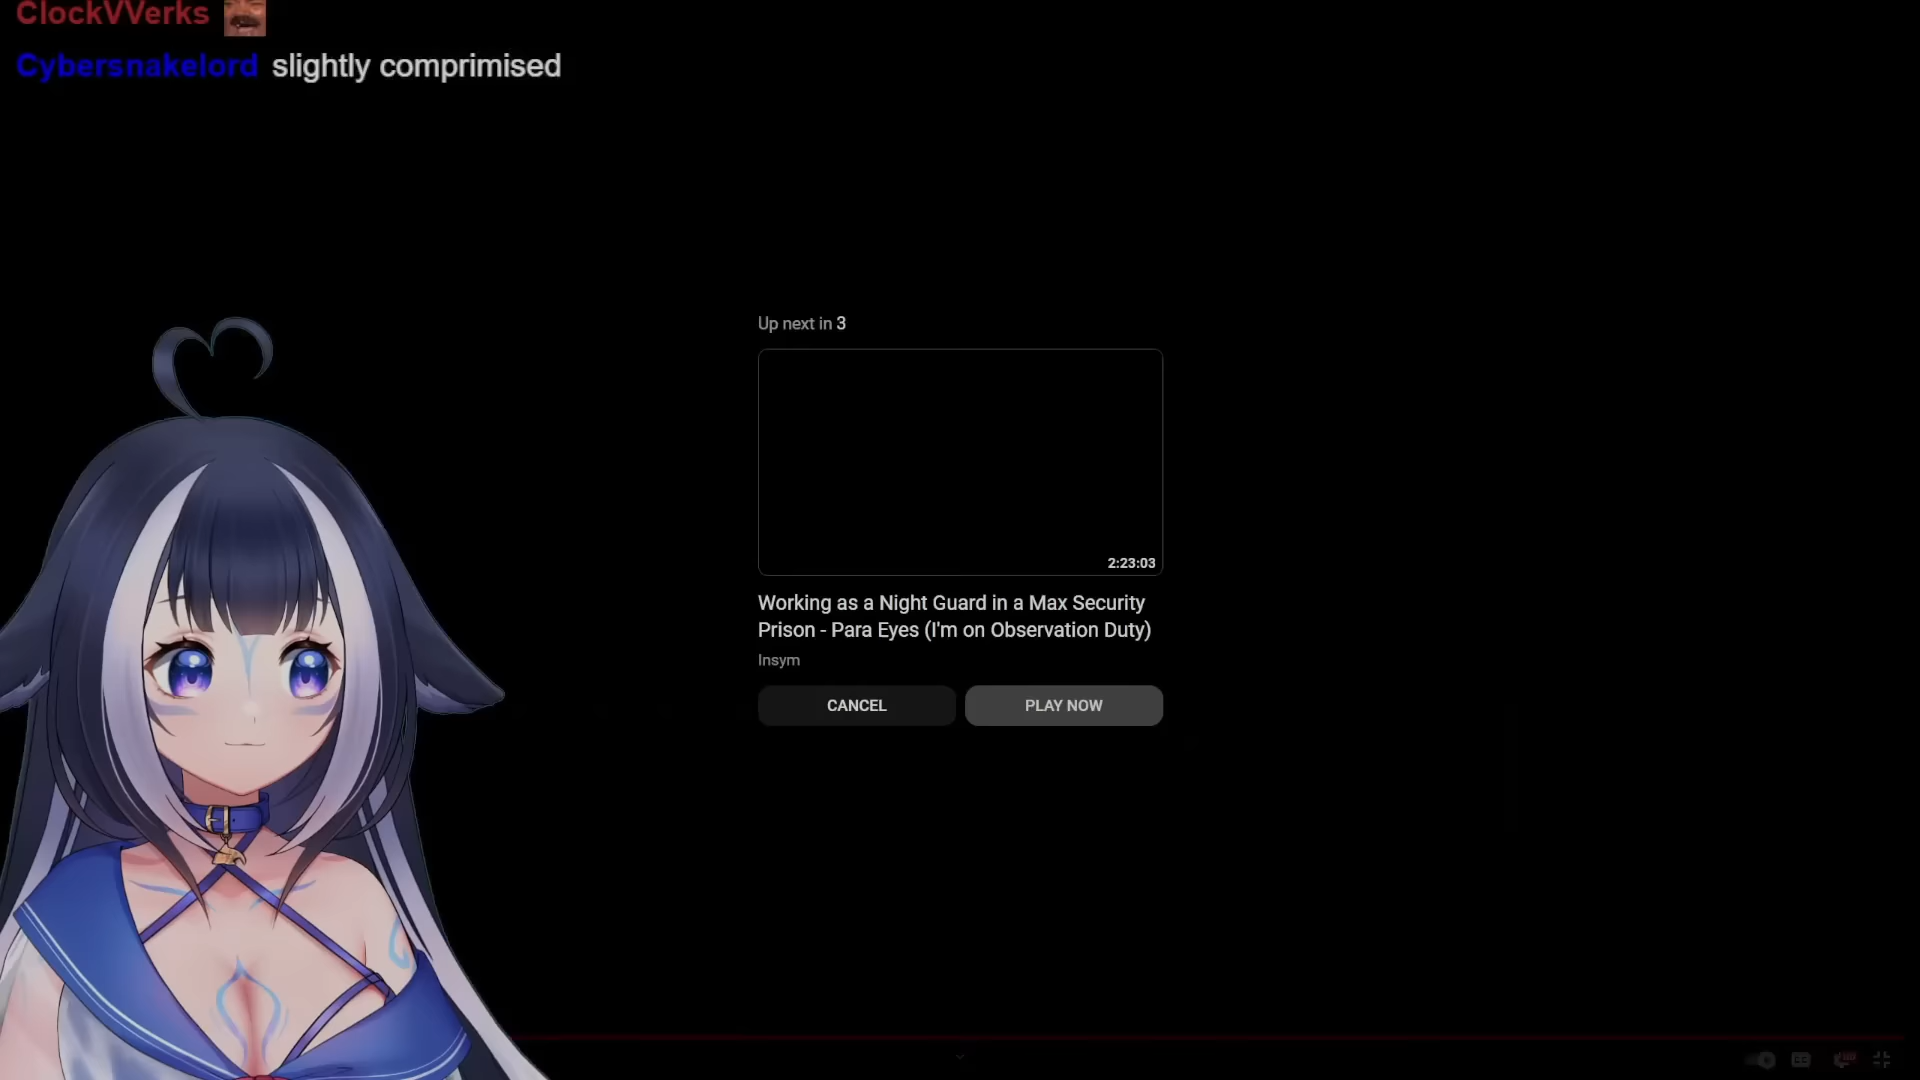 ClockVVerks
Cybersnakelord slightly comprimised
Up next in 3
2:23:03
Working as a Night Guard in a Max Security
Prison - Para Eyes (I'm on Observation Duty)
Insym
CANCEL PLAY NOW